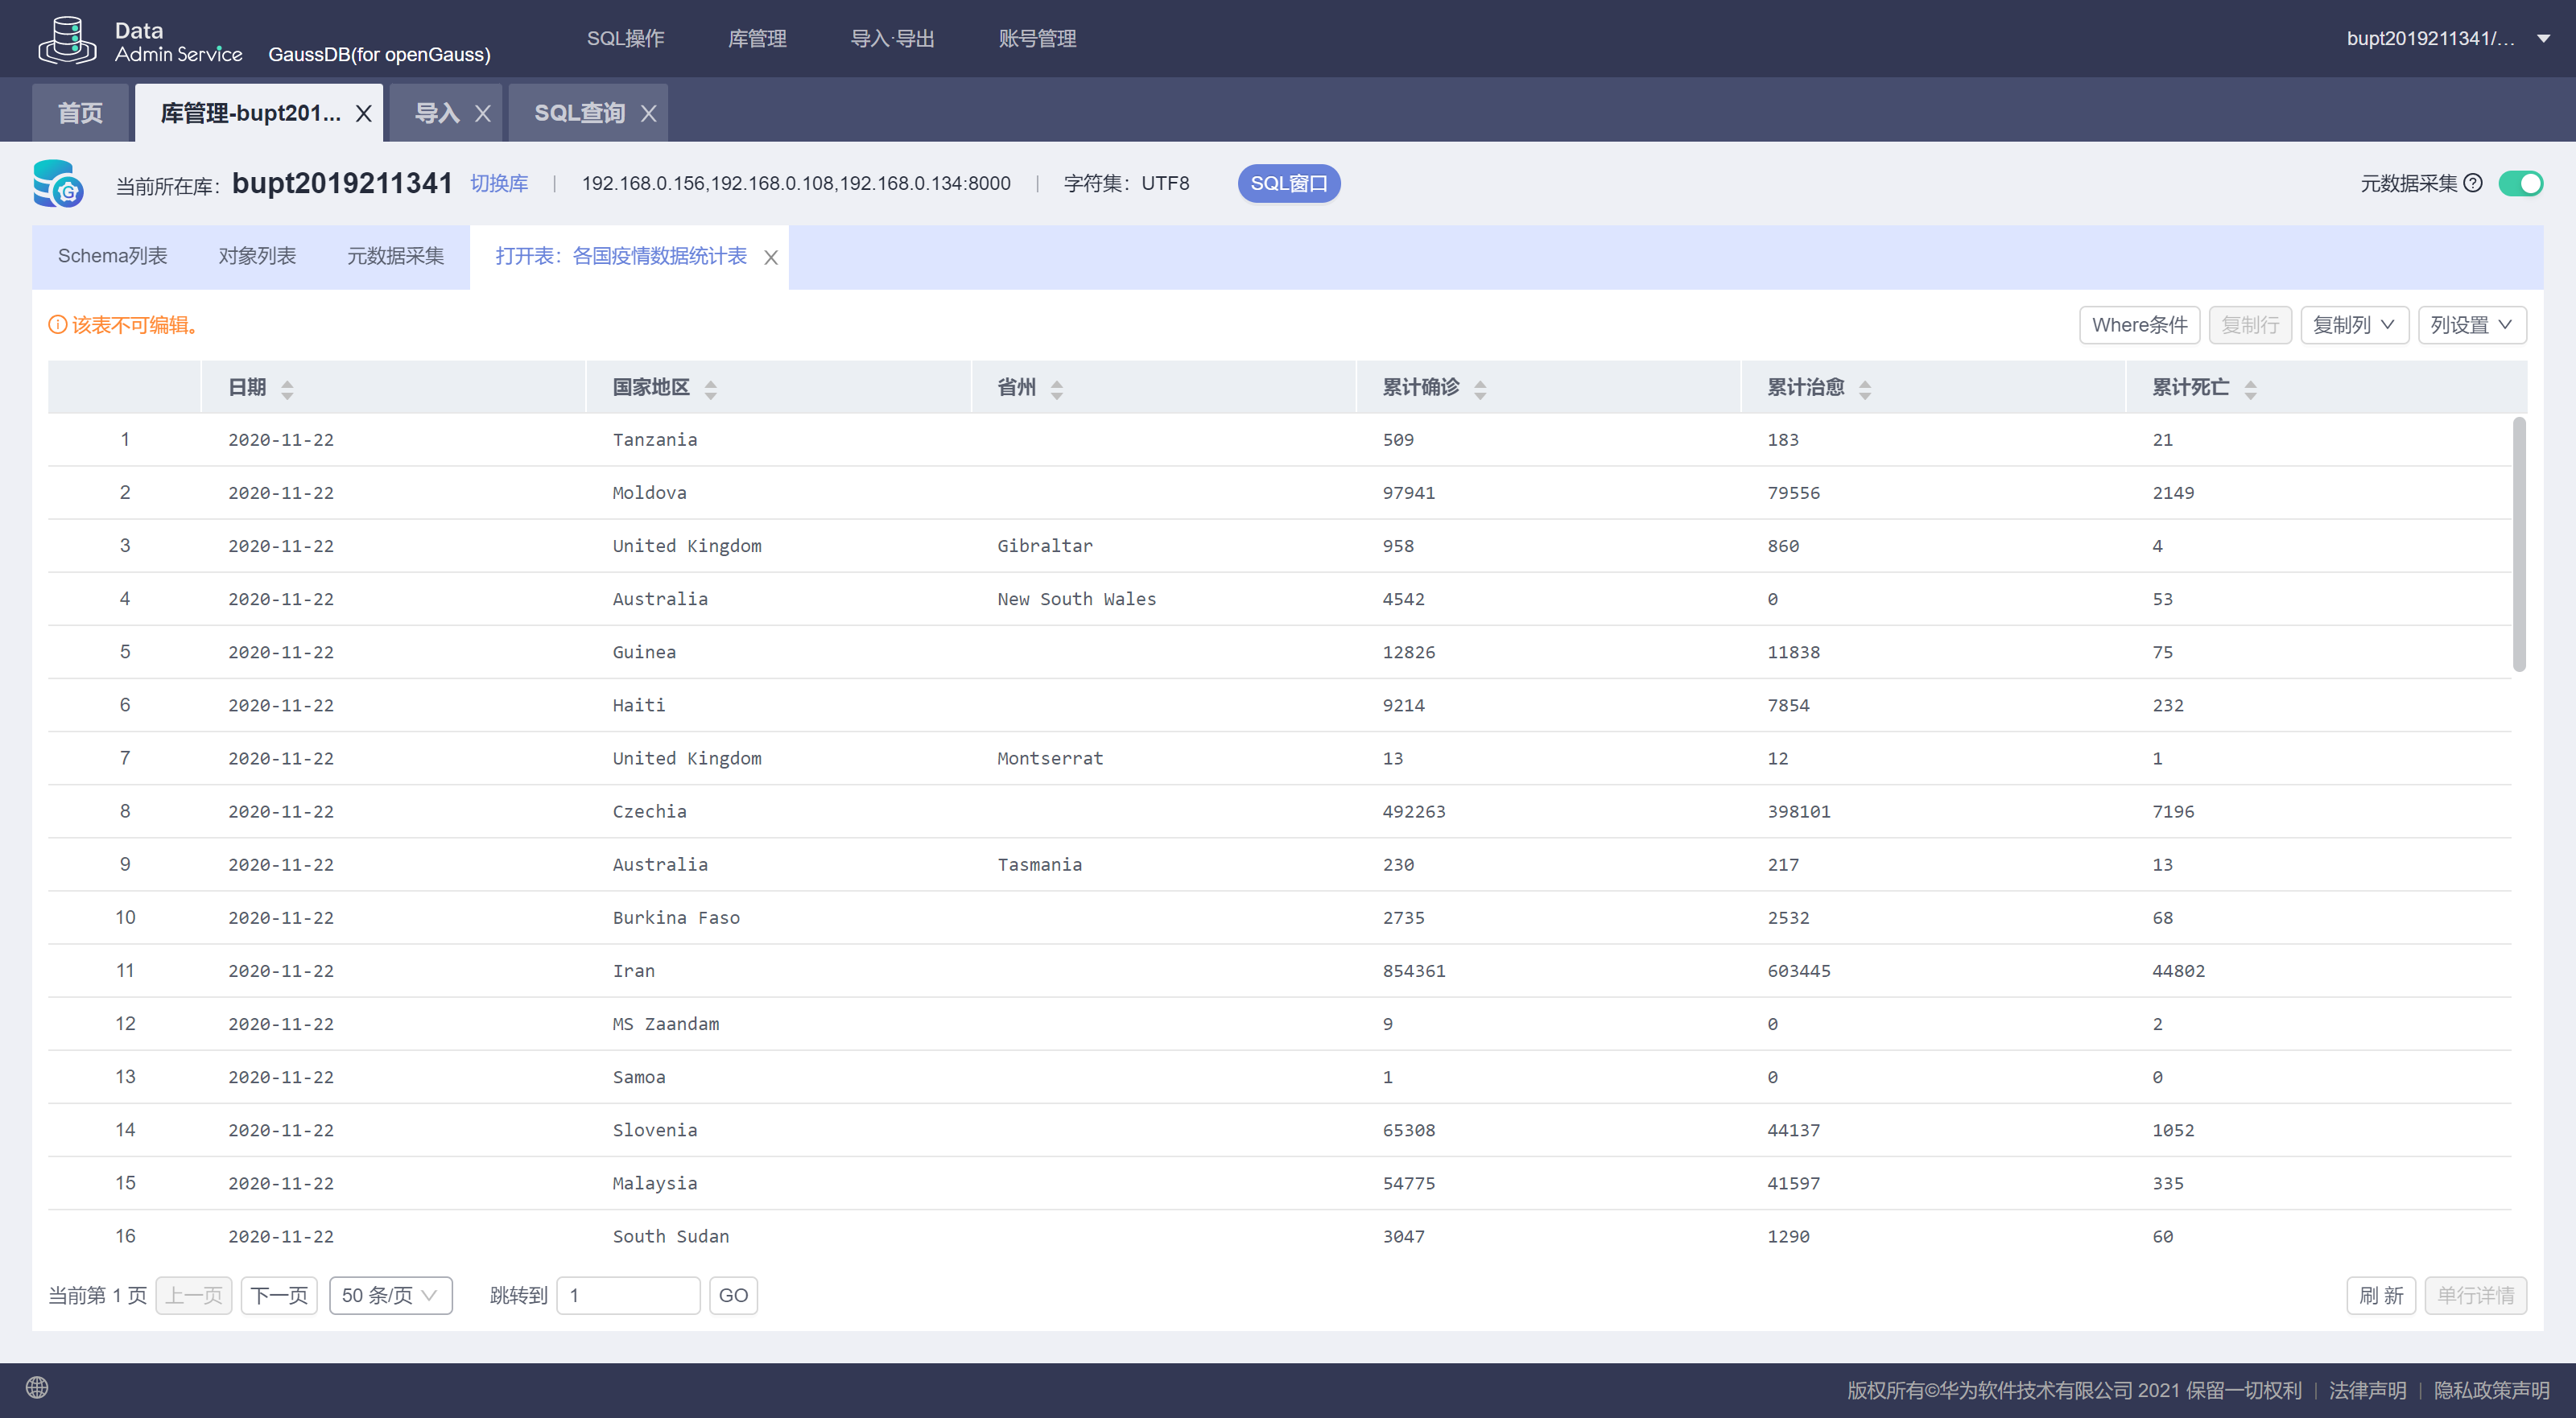 Data
Admin Service GaussDB(for openGauss) SQL操作 库管理 导入·导出 账号管理 bupt2019211341/...
首页 库管理-bupt201... 导入 SQL查询
当前所在库: bupt2019211341 切换库 | 192.168.0.156,192.168.0.108,192.168.0.134:8000 | 字符集: UTF8 SQL窗口 元数据采集
Schema列表 对象列表 元数据采集 打开表: 各国疫情数据统计表
该表不可编辑。 Where条件 复制行 复制列 列设置
日期 国家地区 省州 累计确诊 累计治愈 累计死亡
1 2020-11-22 Tanzania 509 183 21
2 2020-11-22 Moldova 97941 79556 2149
3 2020-11-22 United Kingdom Gibraltar 958 860 4
4 2020-11-22 Australia New South Wales 4542 0 53
5 2020-11-22 Guinea 12826 11838 75
6 2020-11-22 Haiti 9214 7854 232
7 2020-11-22 United Kingdom Montserrat 13 12 1
8 2020-11-22 Czechia 492263 398101 7196
9 2020-11-22 Australia Tasmania 230 217 13
10 2020-11-22 Burkina Faso 2735 2532 68
11 2020-11-22 Iran 854361 603445 44802
12 2020-11-22 MS Zaandam 9 0 2
13 2020-11-22 Samoa 1 0 0
14 2020-11-22 Slovenia 65308 44137 1052
15 2020-11-22 Malaysia 54775 41597 335
16 2020-11-22 South Sudan 3047 1290 60
当前第 1 页 上一页 下一页 50 条/页 跳转到 1 GO 刷 新 单行详情
版权所有©华为软件技术有限公司 2021 保留一切权利 | 法律声明 | 隐私政策声明